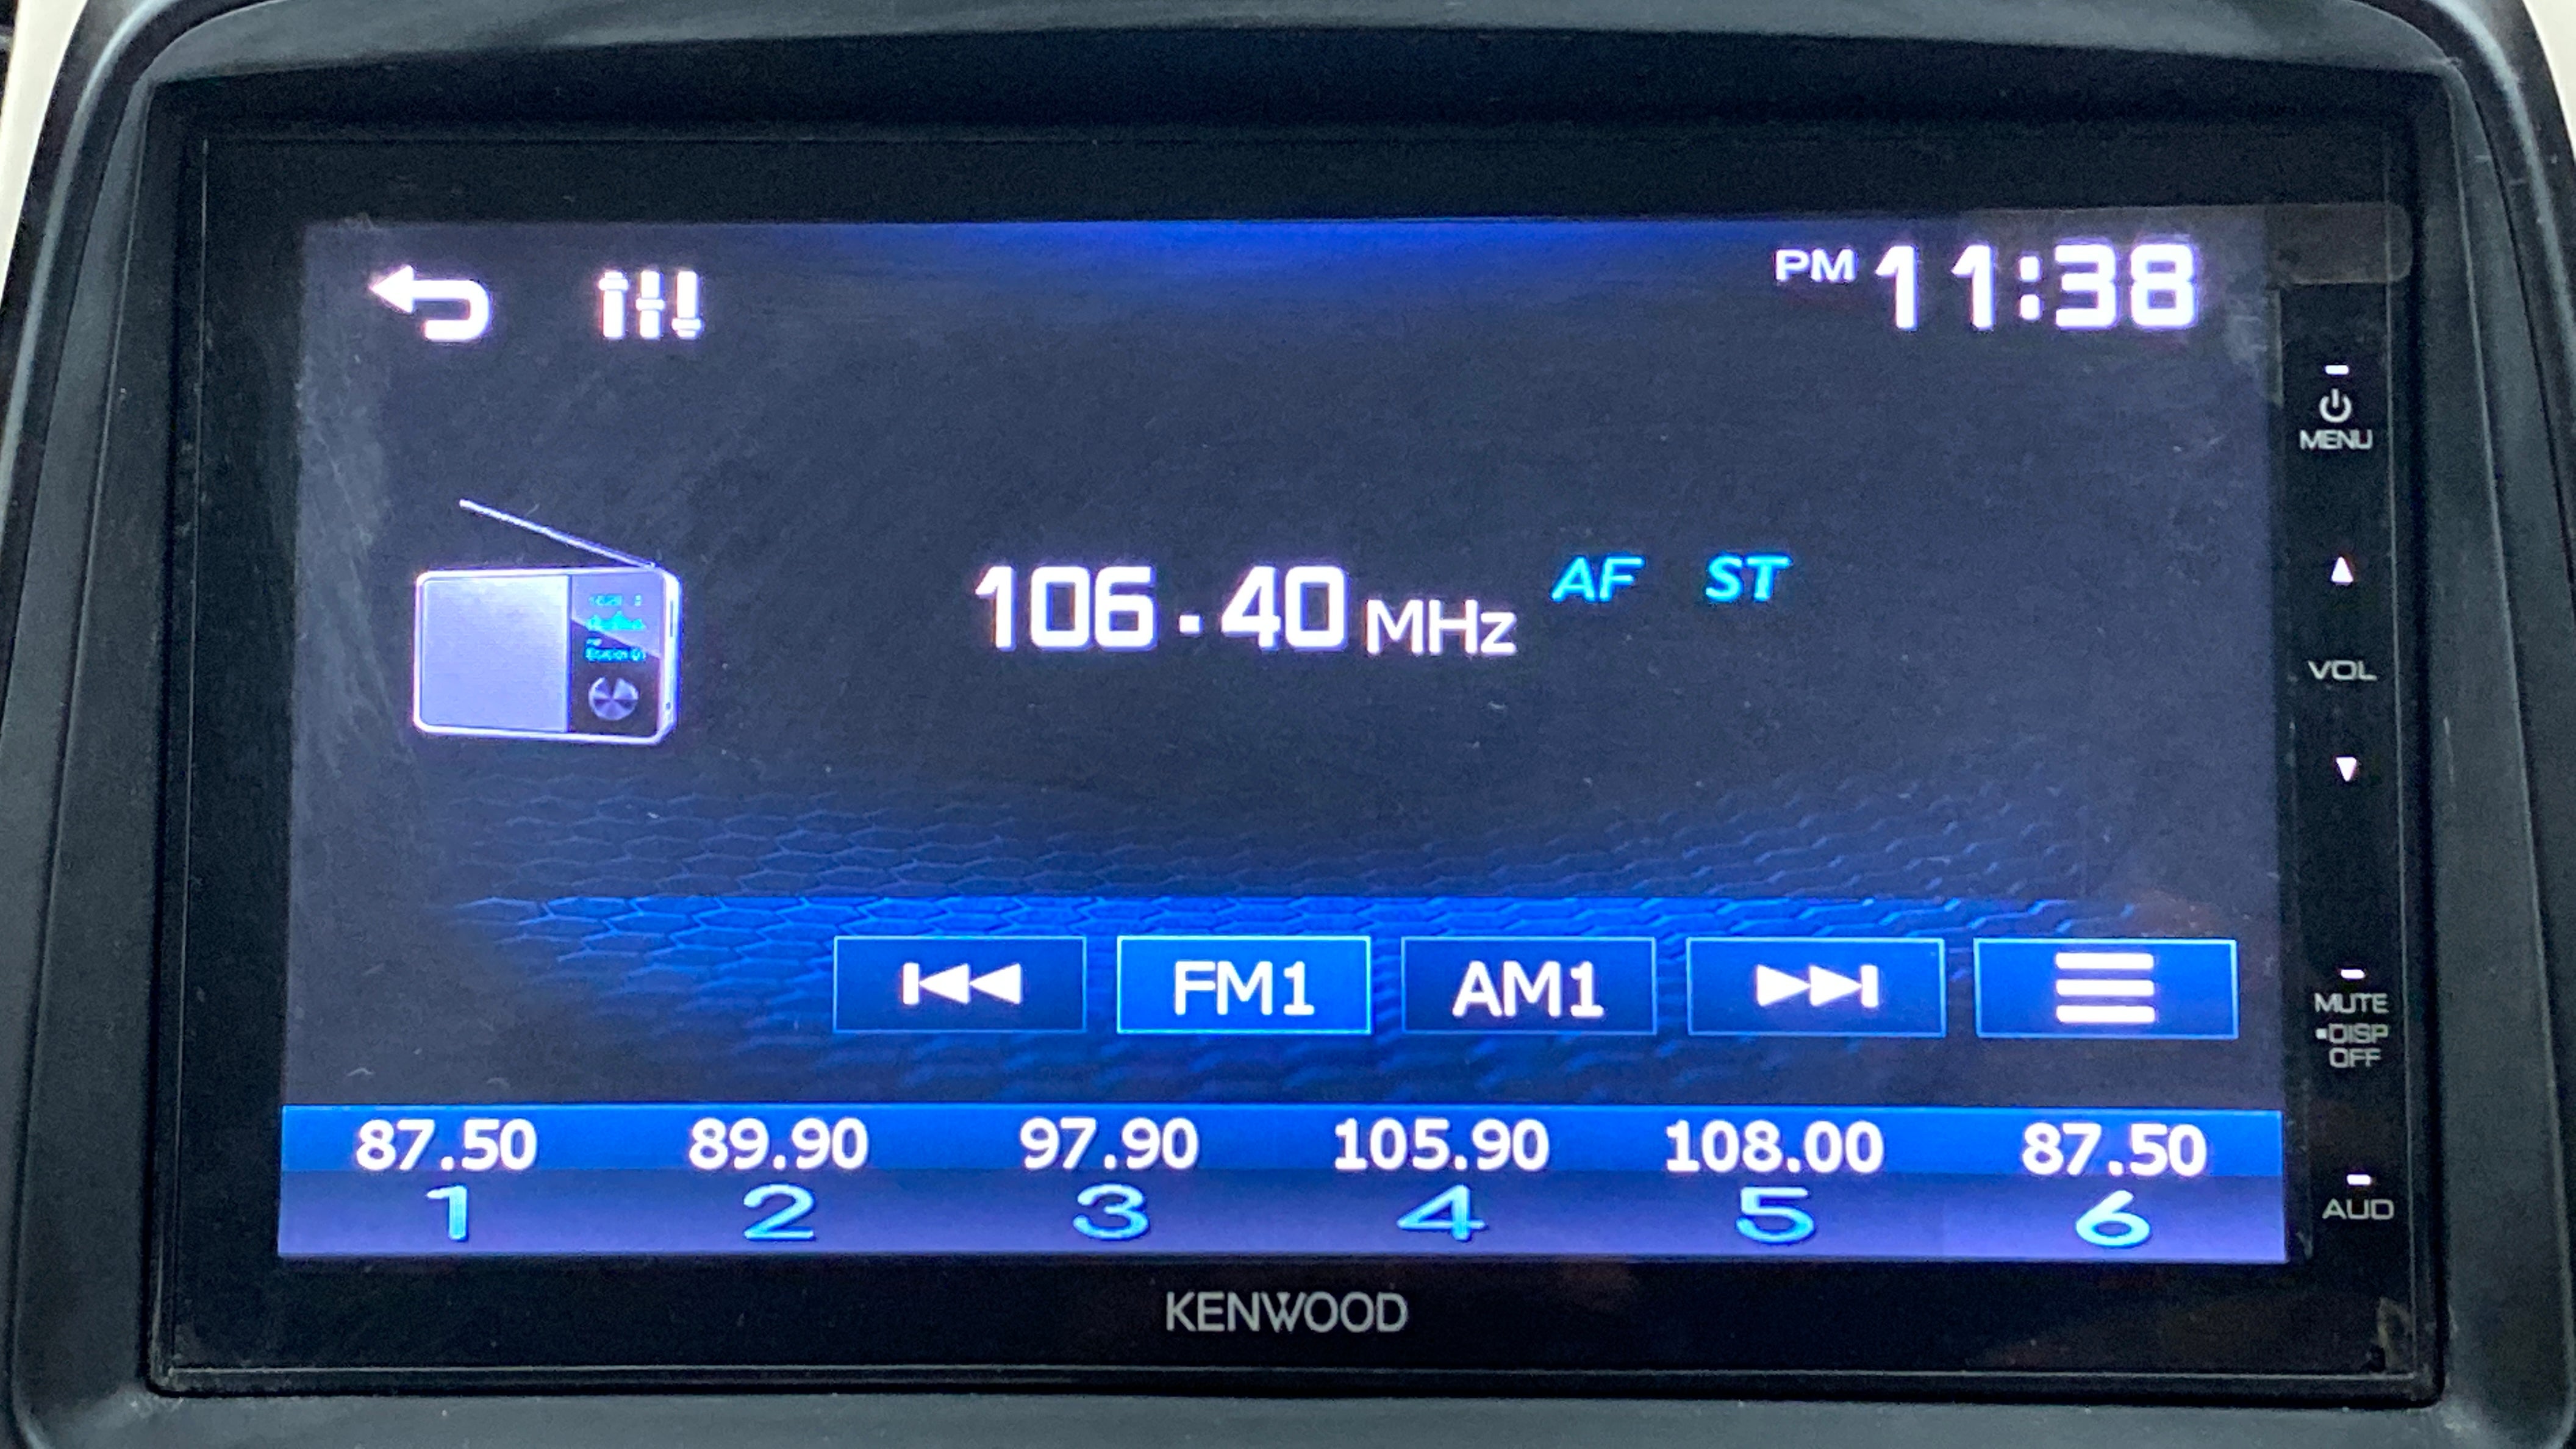 PM 11:38
MENU
106.40 MHz AF ST
VOL
FM1 AM1
MUTE
•DISP
OFF
87.50 89.90 97.90 105.90 108.00 87.50
1 2 3 4 5 6
AUD
KENWOOD